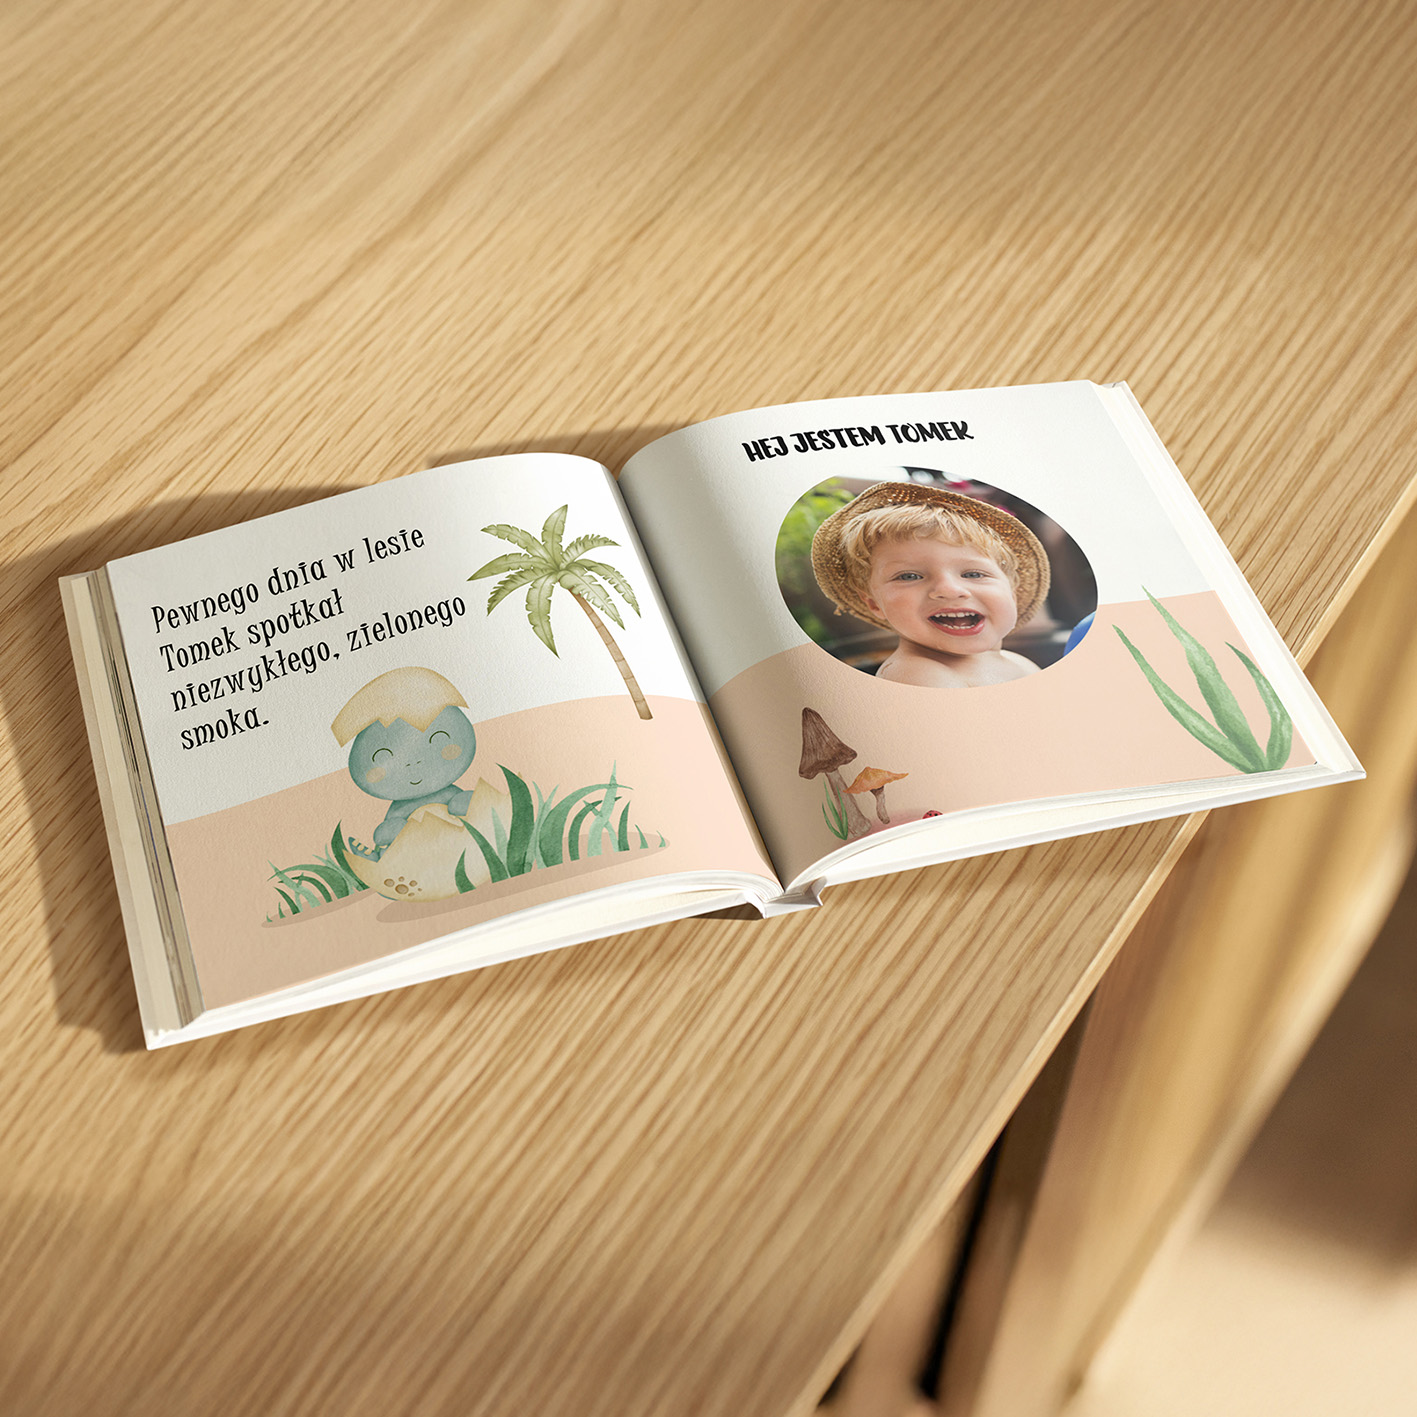 Pewnego dnia w lesie
Tomek spotkał
niezwykłego, zielonego
smoka.
HEJ JESTEM TOMEK